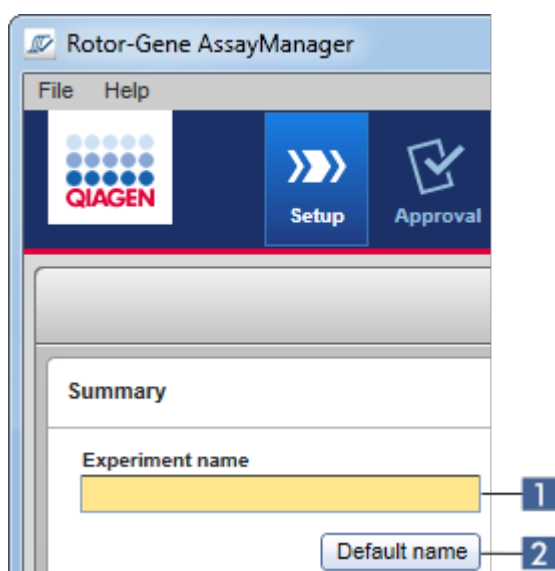 Rotor-Gene AssayManager
File Help
QIAGEN
Setup
Approval
Summary
Experiment name
1
Default name
2